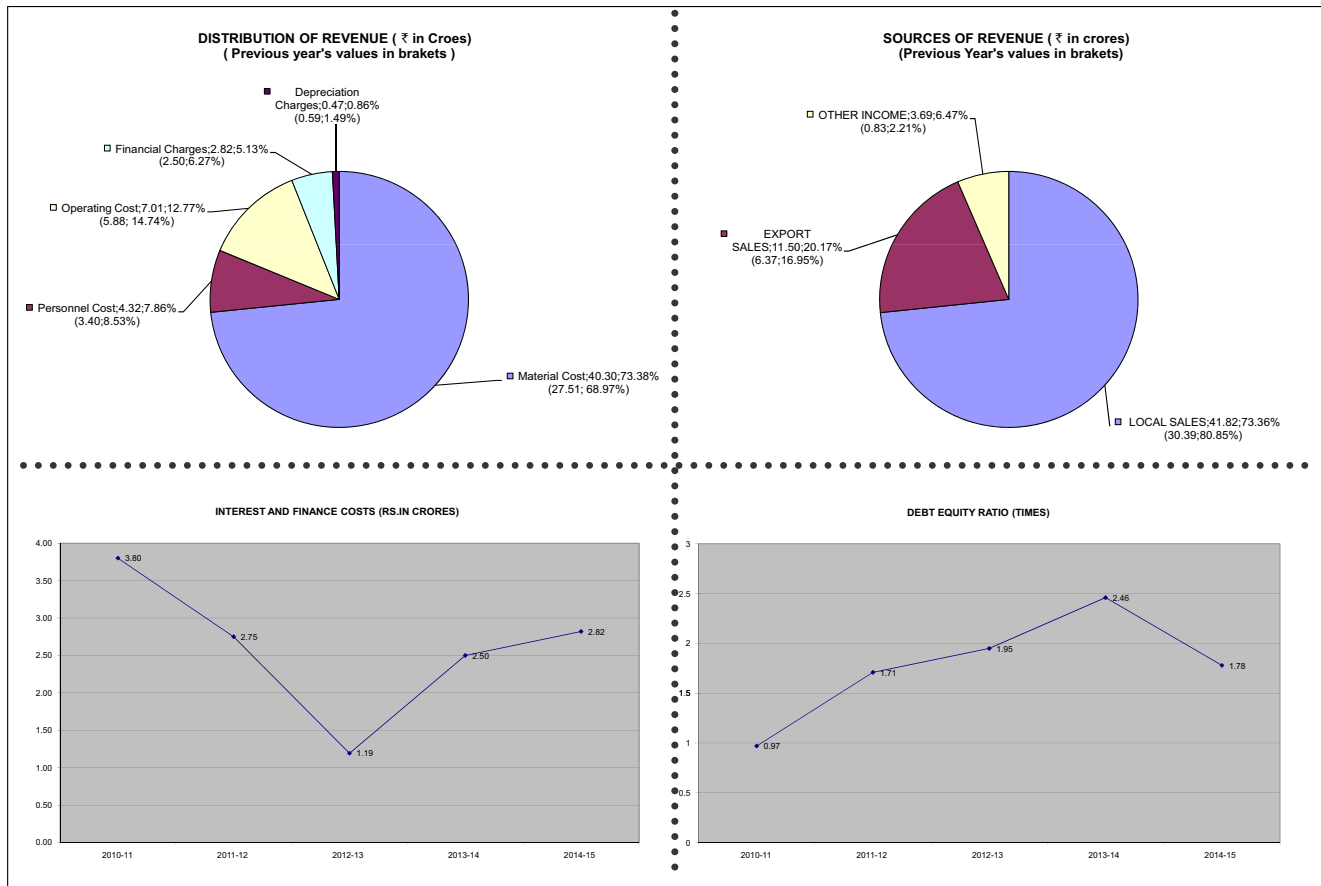 DISTRIBUTION OF REVENUE ( ₹ in Croes)
( Previous year's values in brakets )
Depreciation
Charges;0.47;0.86%
(0.59;1.49%)
Financial Charges;2.82;5.13%
(2.50;6.27%)
Operating Cost;7.01;12.77%
(5.88; 14.74%)
Personnel Cost;4.32;7.86%
(3.40;8.53%)
Material Cost;40.30;73.38%
(27.51; 68.97%)
SOURCES OF REVENUE ( ₹ in crores)
(Previous Year's values in brakets)
OTHER INCOME;3.69;6.47%
(0.83;2.21%)
EXPORT
SALES;11.50;20.17%
(6.37;16.95%)
LOCAL SALES;41.82;73.36%
(30.39;80.85%)
INTEREST AND FINANCE COSTS (RS.IN CRORES)
4.00
3.50
3.00
2.50
2.00
1.50
1.00
0.50
0.00
3.80
2.75
1.19
2.50
2.82
2010-11
2011-12
2012-13
2013-14
2014-15
DEBT EQUITY RATIO (TIMES)
3
2.5
2
1.5
1
0.5
0
0.97
1.71
1.95
2.46
1.78
2010-11
2011-12
2012-13
2013-14
2014-15